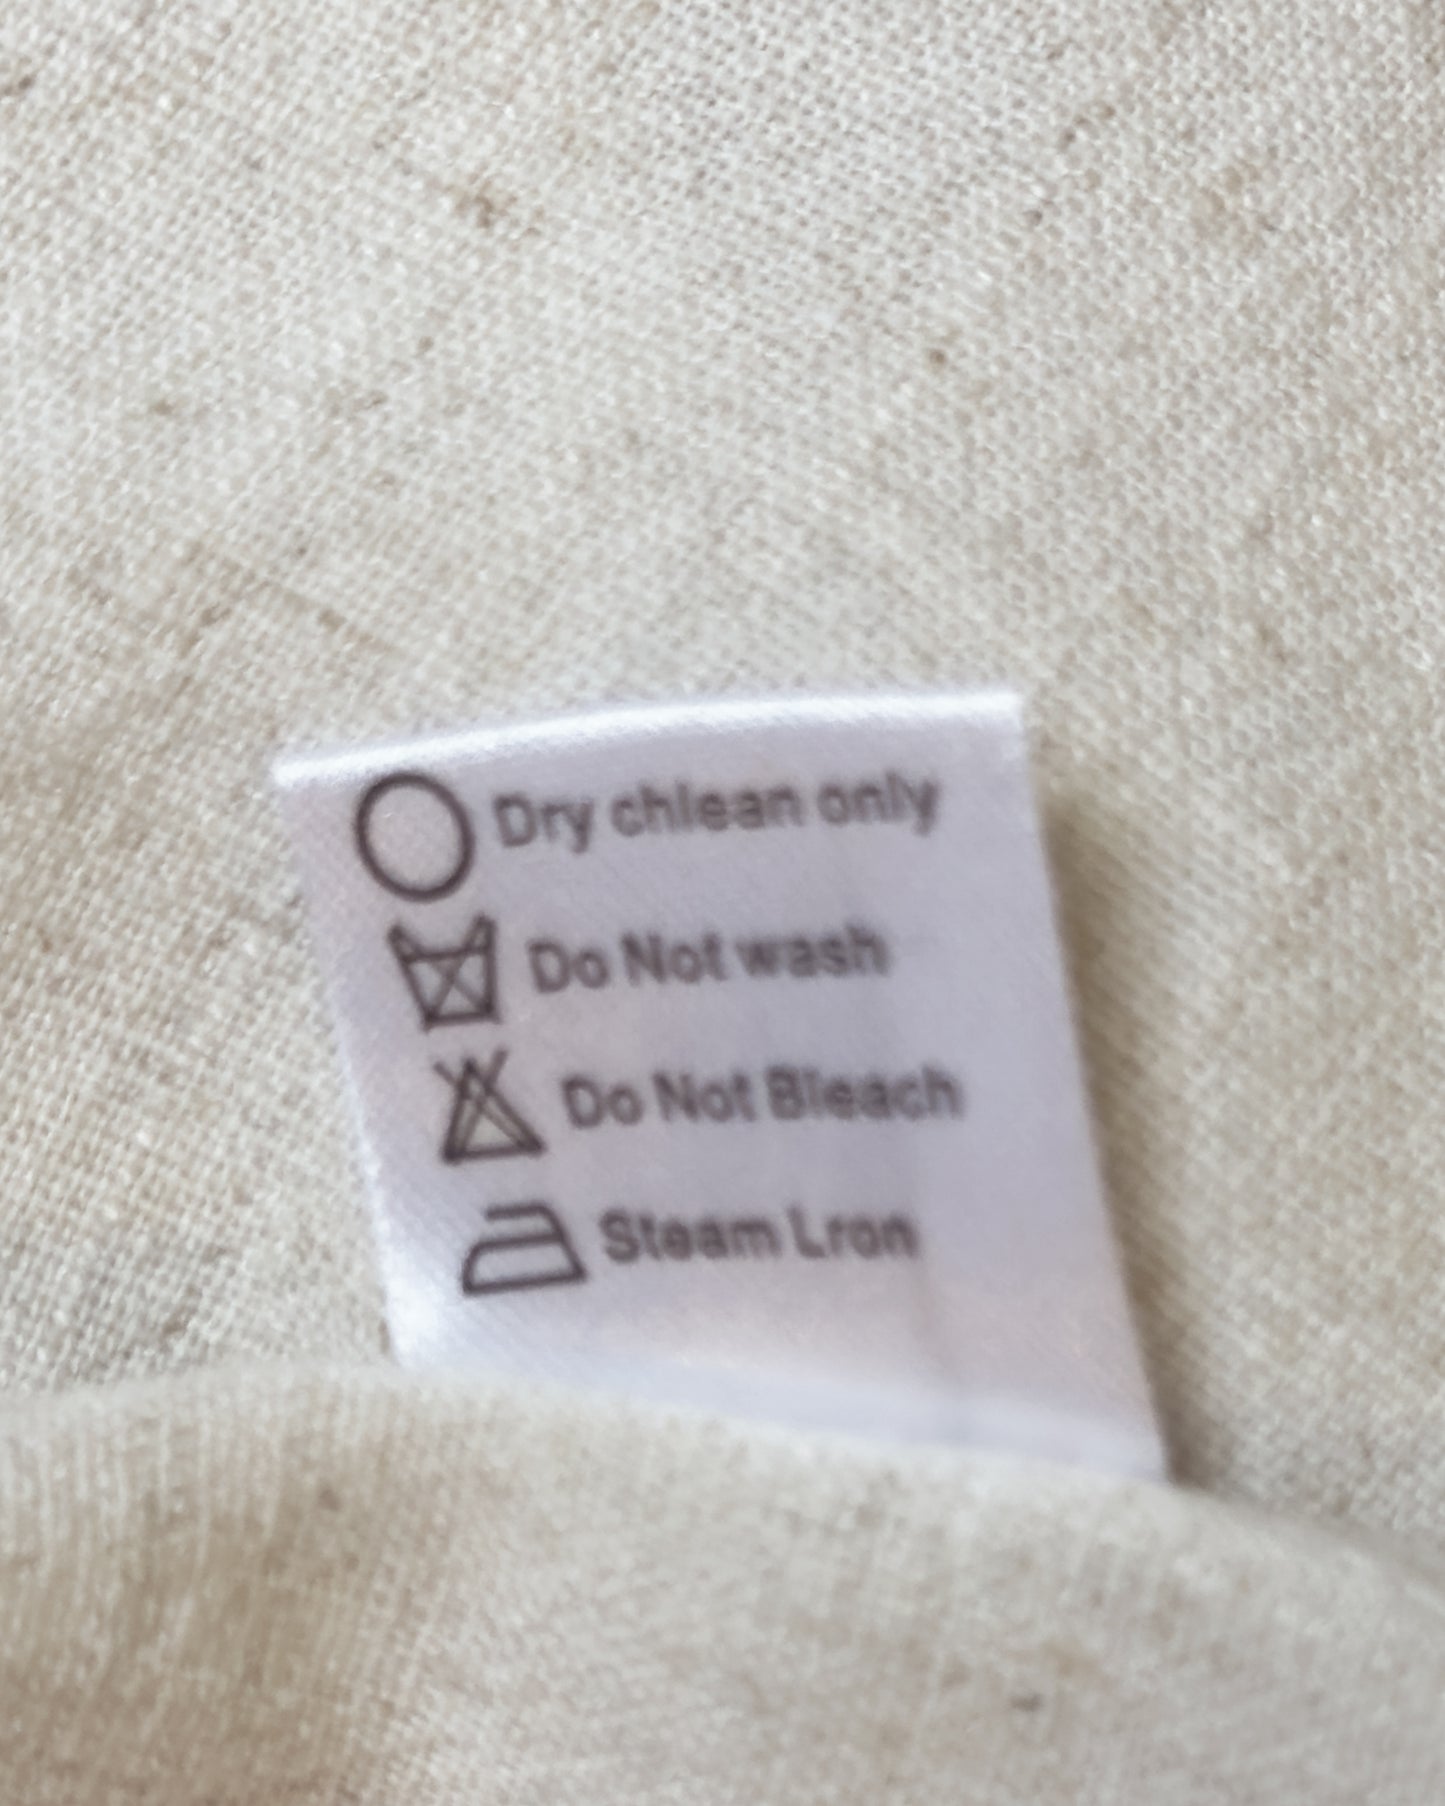 Dry chlean only
Do Not wash
Do Not Bleach
Steam Lron